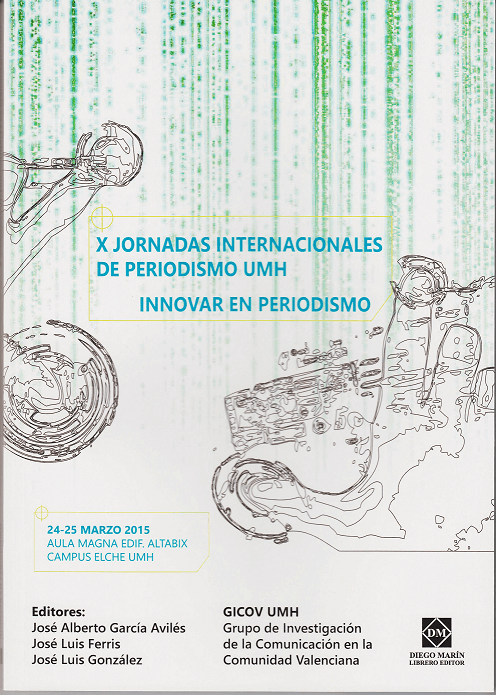 X JORNADAS INTERNACIONALES
DE PERIODISMO UMH
INNOVAR EN PERIODISMO
24-25 MARZO 2015
AULA MAGNA EDIF. ALTABIX
CAMPUS ELCHE UMH
Editores:
José Alberto García Avilés
José Luis Ferris
José Luis González
GICOV UMH
Grupo de Investigación
de la Comunicación en la
Comunidad Valenciana
DM
DIEGO MARÍN
LIBRERO EDITOR